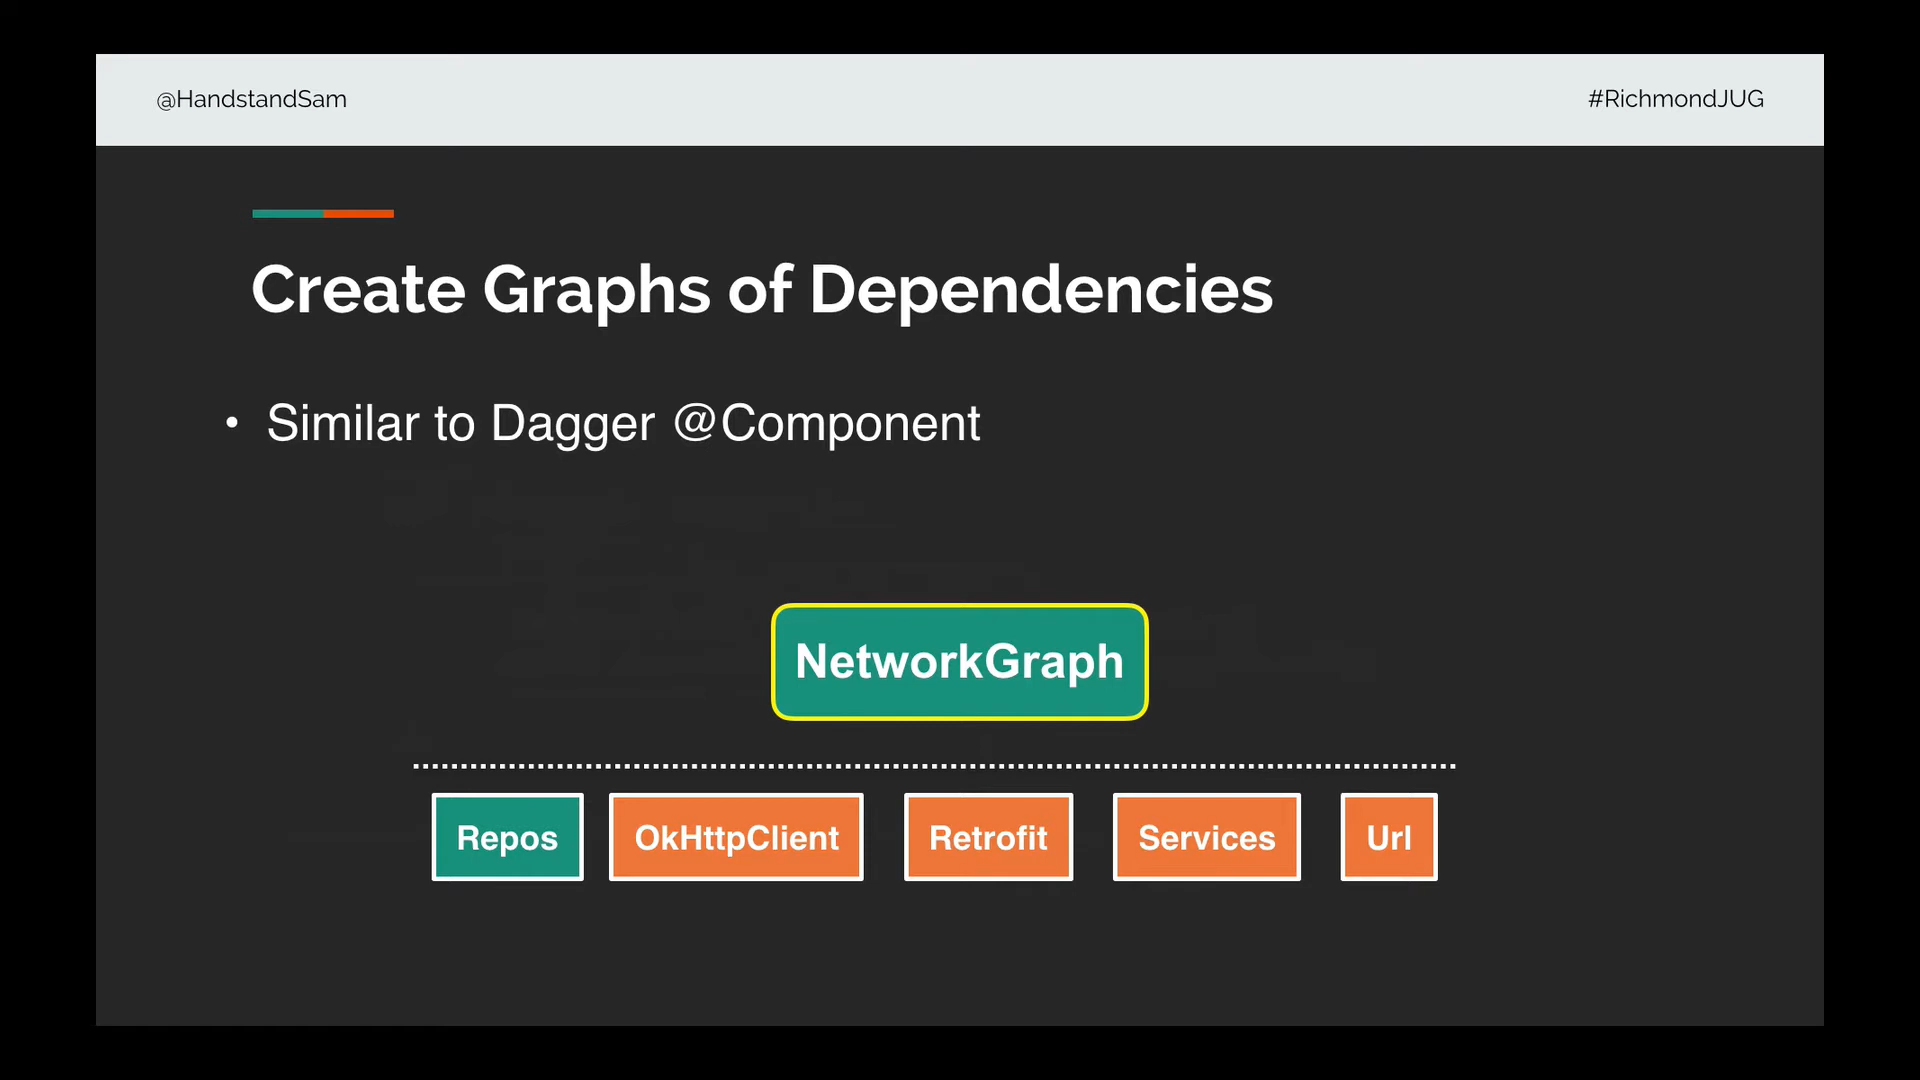 @HandstandSam
#RichmondJUG
Create Graphs of Dependencies
• Similar to Dagger @Component
NetworkGraph
Repos
OkHttpClient
Retrofit
Services
Url